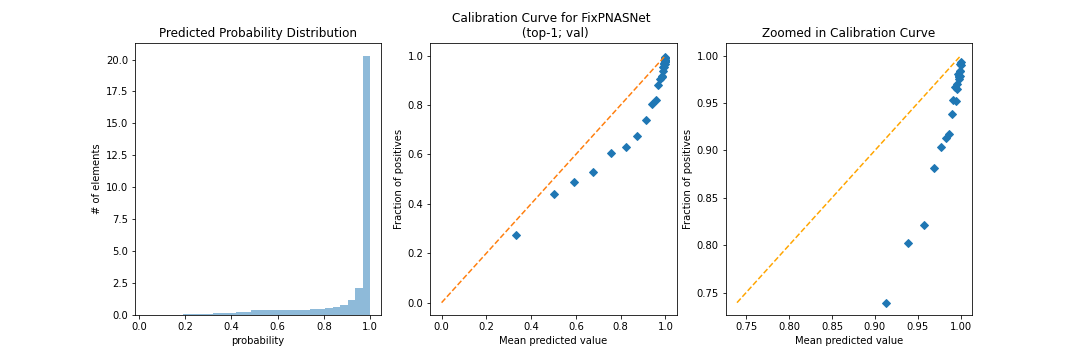 Predicted Probability Distribution
# of elements
20.0
17.5
15.0
12.5
10.0
7.5
5.0
2.5
0.0
0.0 0.2 0.4 0.6 0.8 1.0
probability
Calibration Curve for FixPNASNet
(top-1; val)
Fraction of positives
1.0
0.8
0.6
0.4
0.2
0.0
0.0 0.2 0.4 0.6 0.8 1.0
Mean predicted value
Zoomed in Calibration Curve
Fraction of positives
1.00
0.95
0.90
0.85
0.80
0.75
0.75 0.80 0.85 0.90 0.95 1.00
Mean predicted value